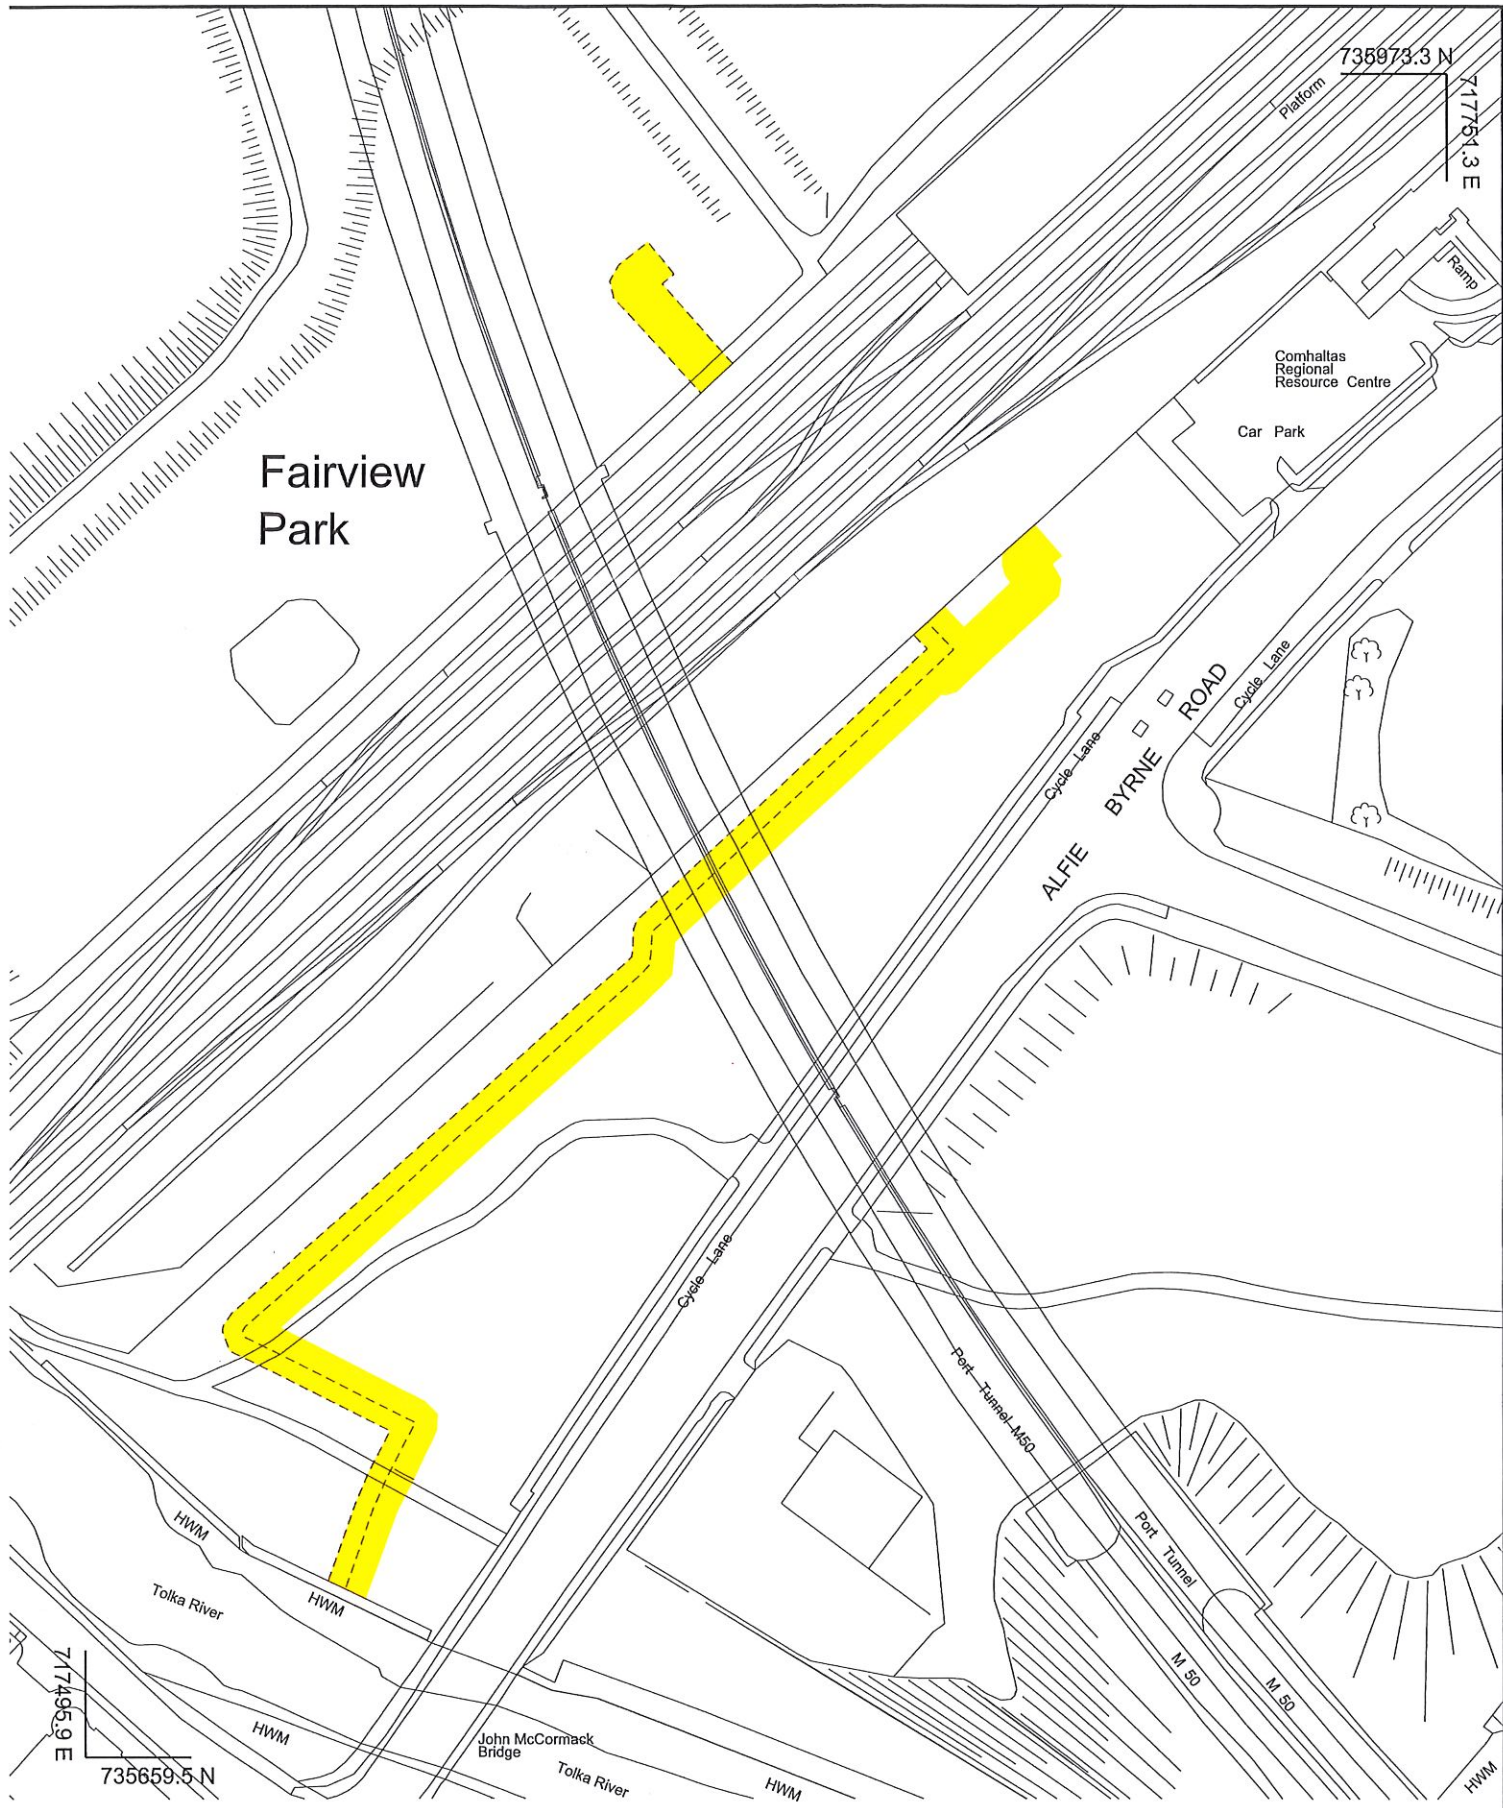 735973.3 N
717751.3 E
Platform
Ramp
Comhaltas
Regional
Resource Centre
Car Park
Fairview
Park
Cycle Lane
ALFIE BYRNE ROAD
Cycle Lane
Cycle Lane
Port Tunnel M50
Port Tunnel
M 50
M 50
HWM
Tolka River
HWM
717495.9 E
735659.5 N
HWM
John McCormack
Bridge
Tolka River
HWM
HWM